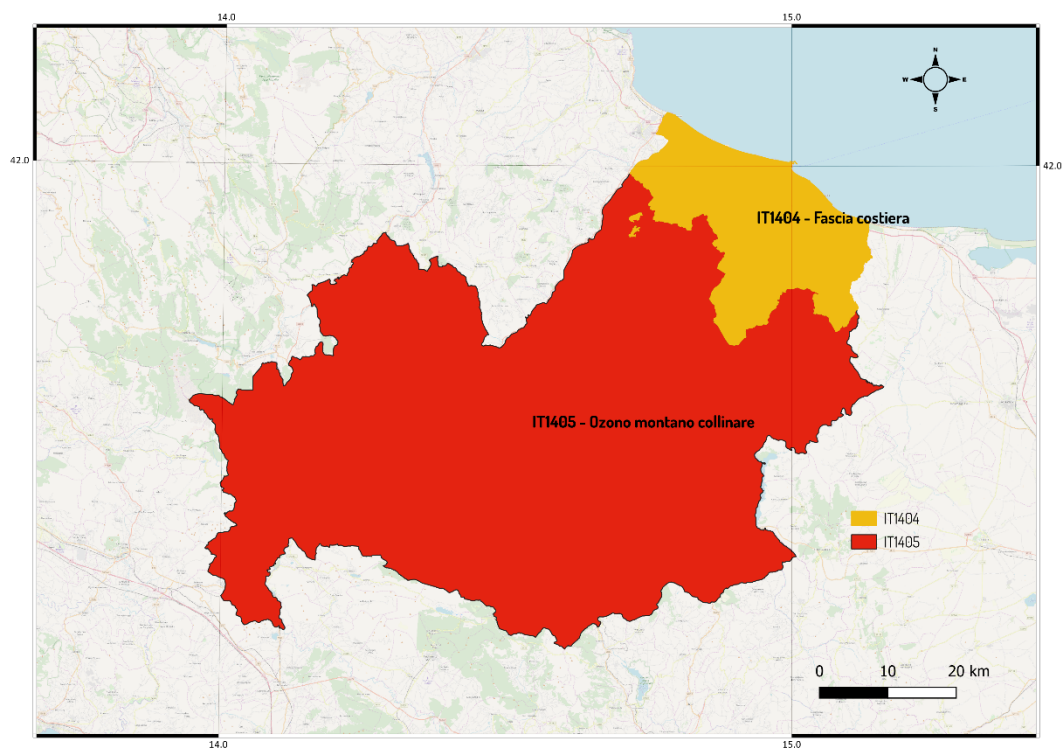 14.0
15.0
N
W
E
S
42.0
42.0
IT1404 - Fascia costiera
IT1405 - Ozono montano collinare
IT1404
IT1405
0 10 20 km
14.0
15.0